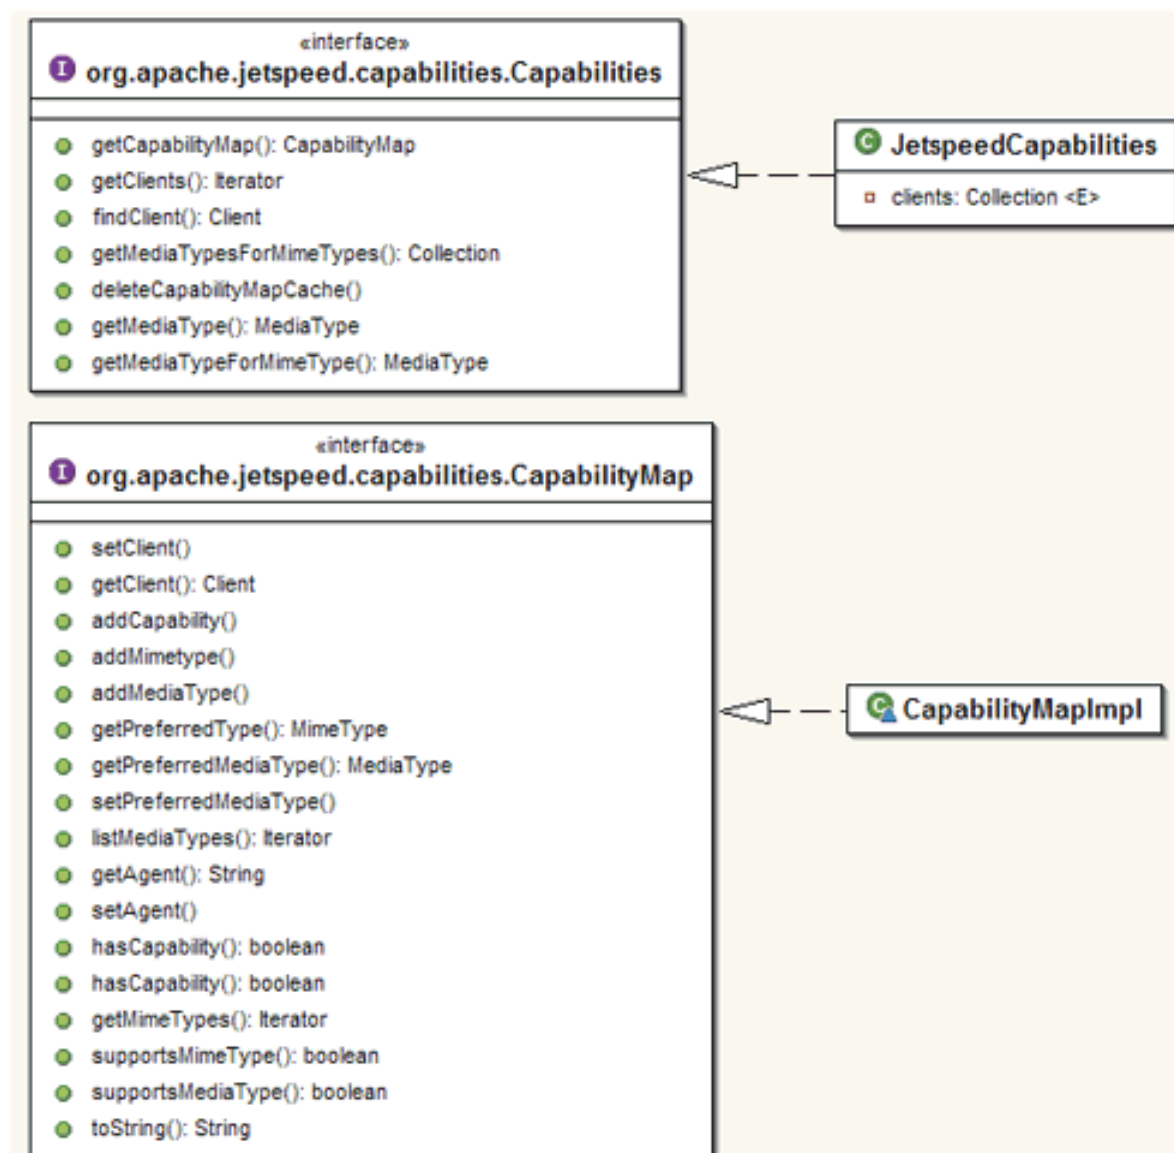 «interface»
I org.apache.jetspeed.capabilities.Capabilities
getCapabilityMap(): CapabilityMap
getClients(): Iterator
findClient(): Client
getMediaTypesForMimeTypes(): Collection
deleteCapabilityMapCache()
getMediaType(): MediaType
getMediaTypeForMimeType(): MediaType
C JetspeedCapabilities
clients: Collection <E>
«interface»
I org.apache.jetspeed.capabilities.CapabilityMap
setClient()
getClient(): Client
addCapability()
addMimetype()
addMediaType()
getPreferredType(): MimeType
getPreferredMediaType(): MediaType
setPreferredMediaType()
listMediaTypes(): Iterator
getAgent(): String
setAgent()
hasCapability(): boolean
hasCapability(): boolean
getMimeTypes(): Iterator
supportsMimeType(): boolean
supportsMediaType(): boolean
toString(): String
C CapabilityMapImpl